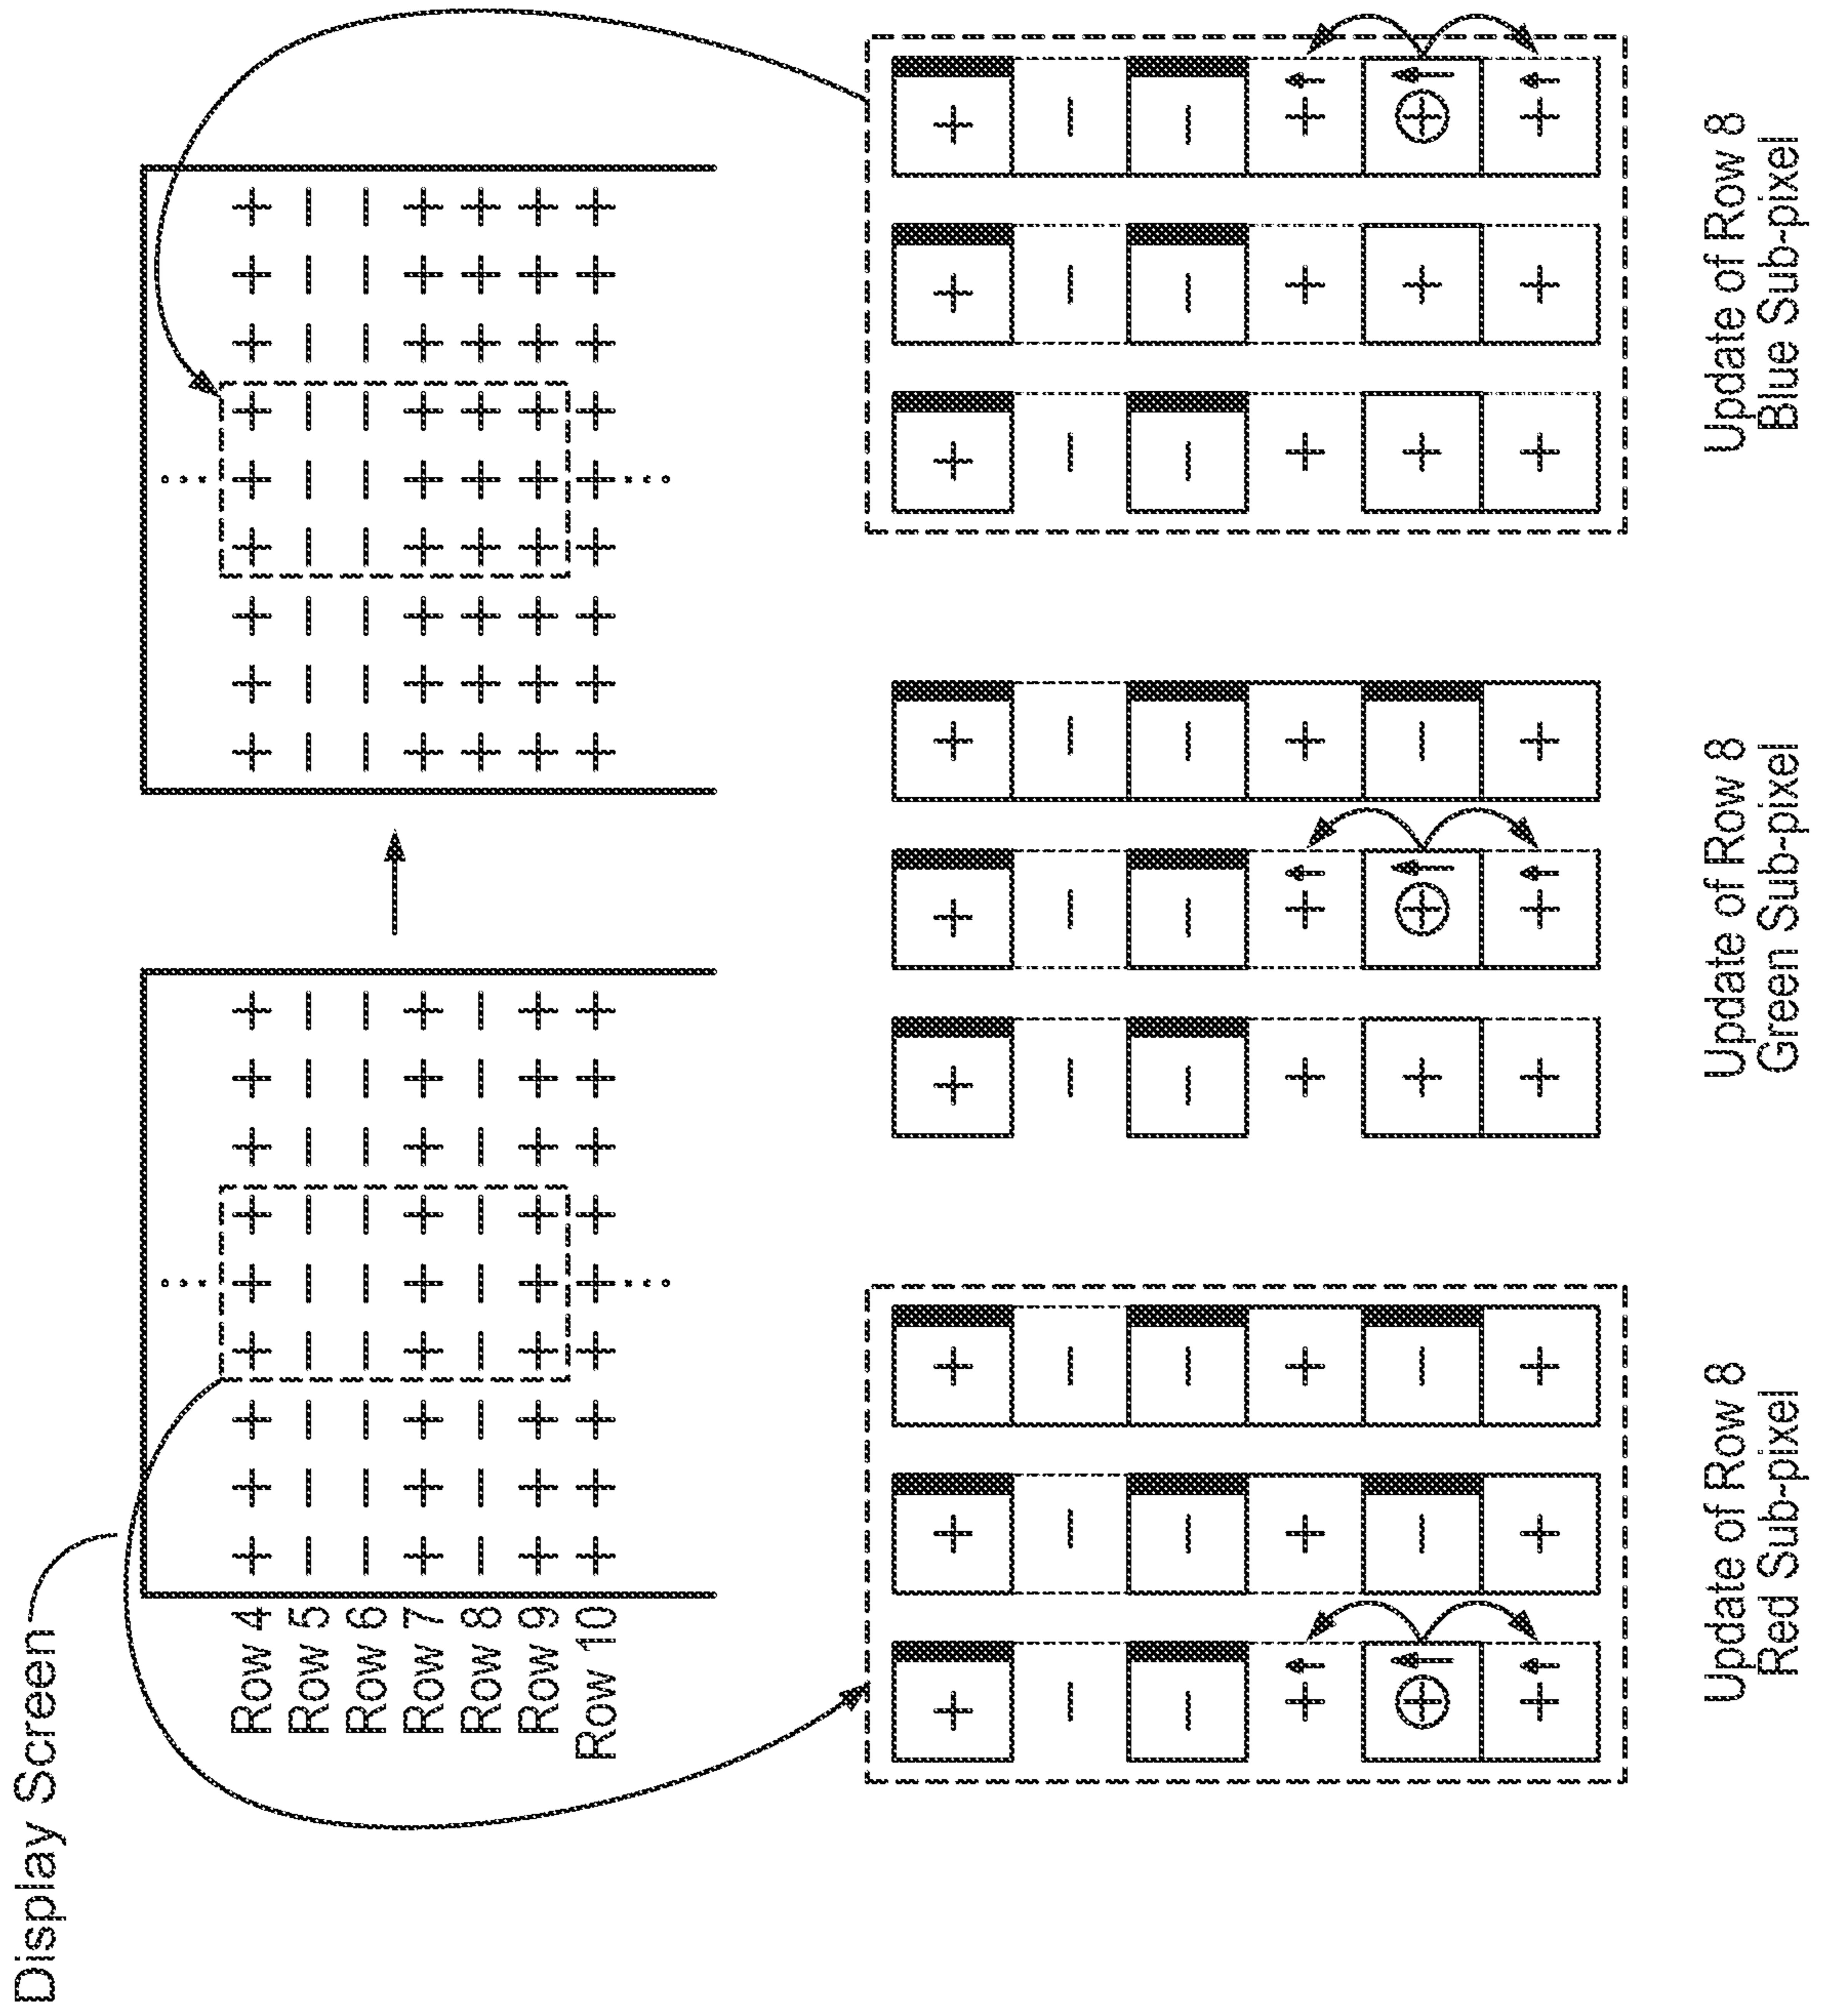 Display Screen
Row 4
Row 5
Row 6
Row 7
Row 8
Row 9
Row 10
Update of Row 8
Red Sub-pixel
Update of Row 8
Green Sub-pixel
Update of Row 8
Blue Sub-pixel